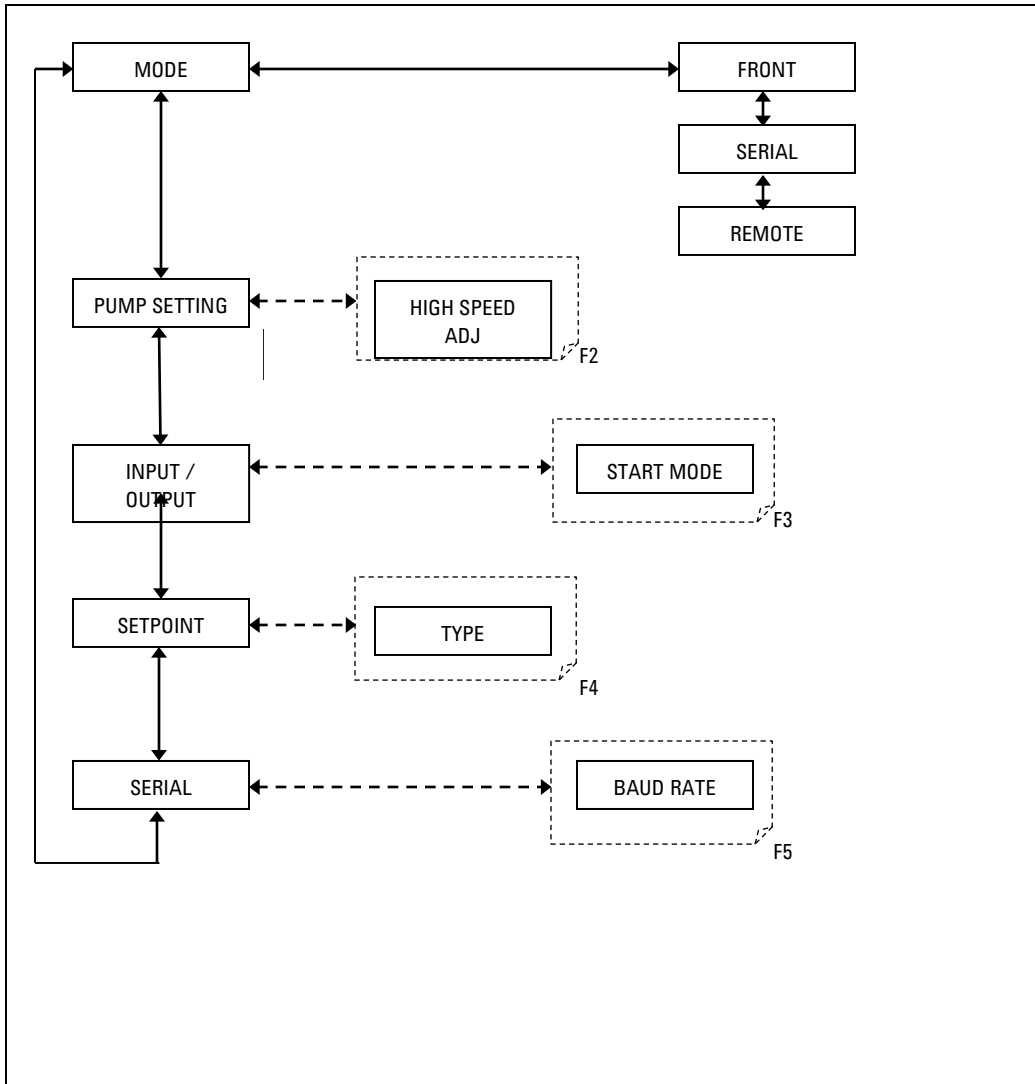 MODE
FRONT
SERIAL
REMOTE
PUMP SETTING
HIGH SPEED
ADJ
F2
INPUT /
OUTPUT
START MODE
F3
SETPOINT
TYPE
F4
SERIAL
BAUD RATE
F5